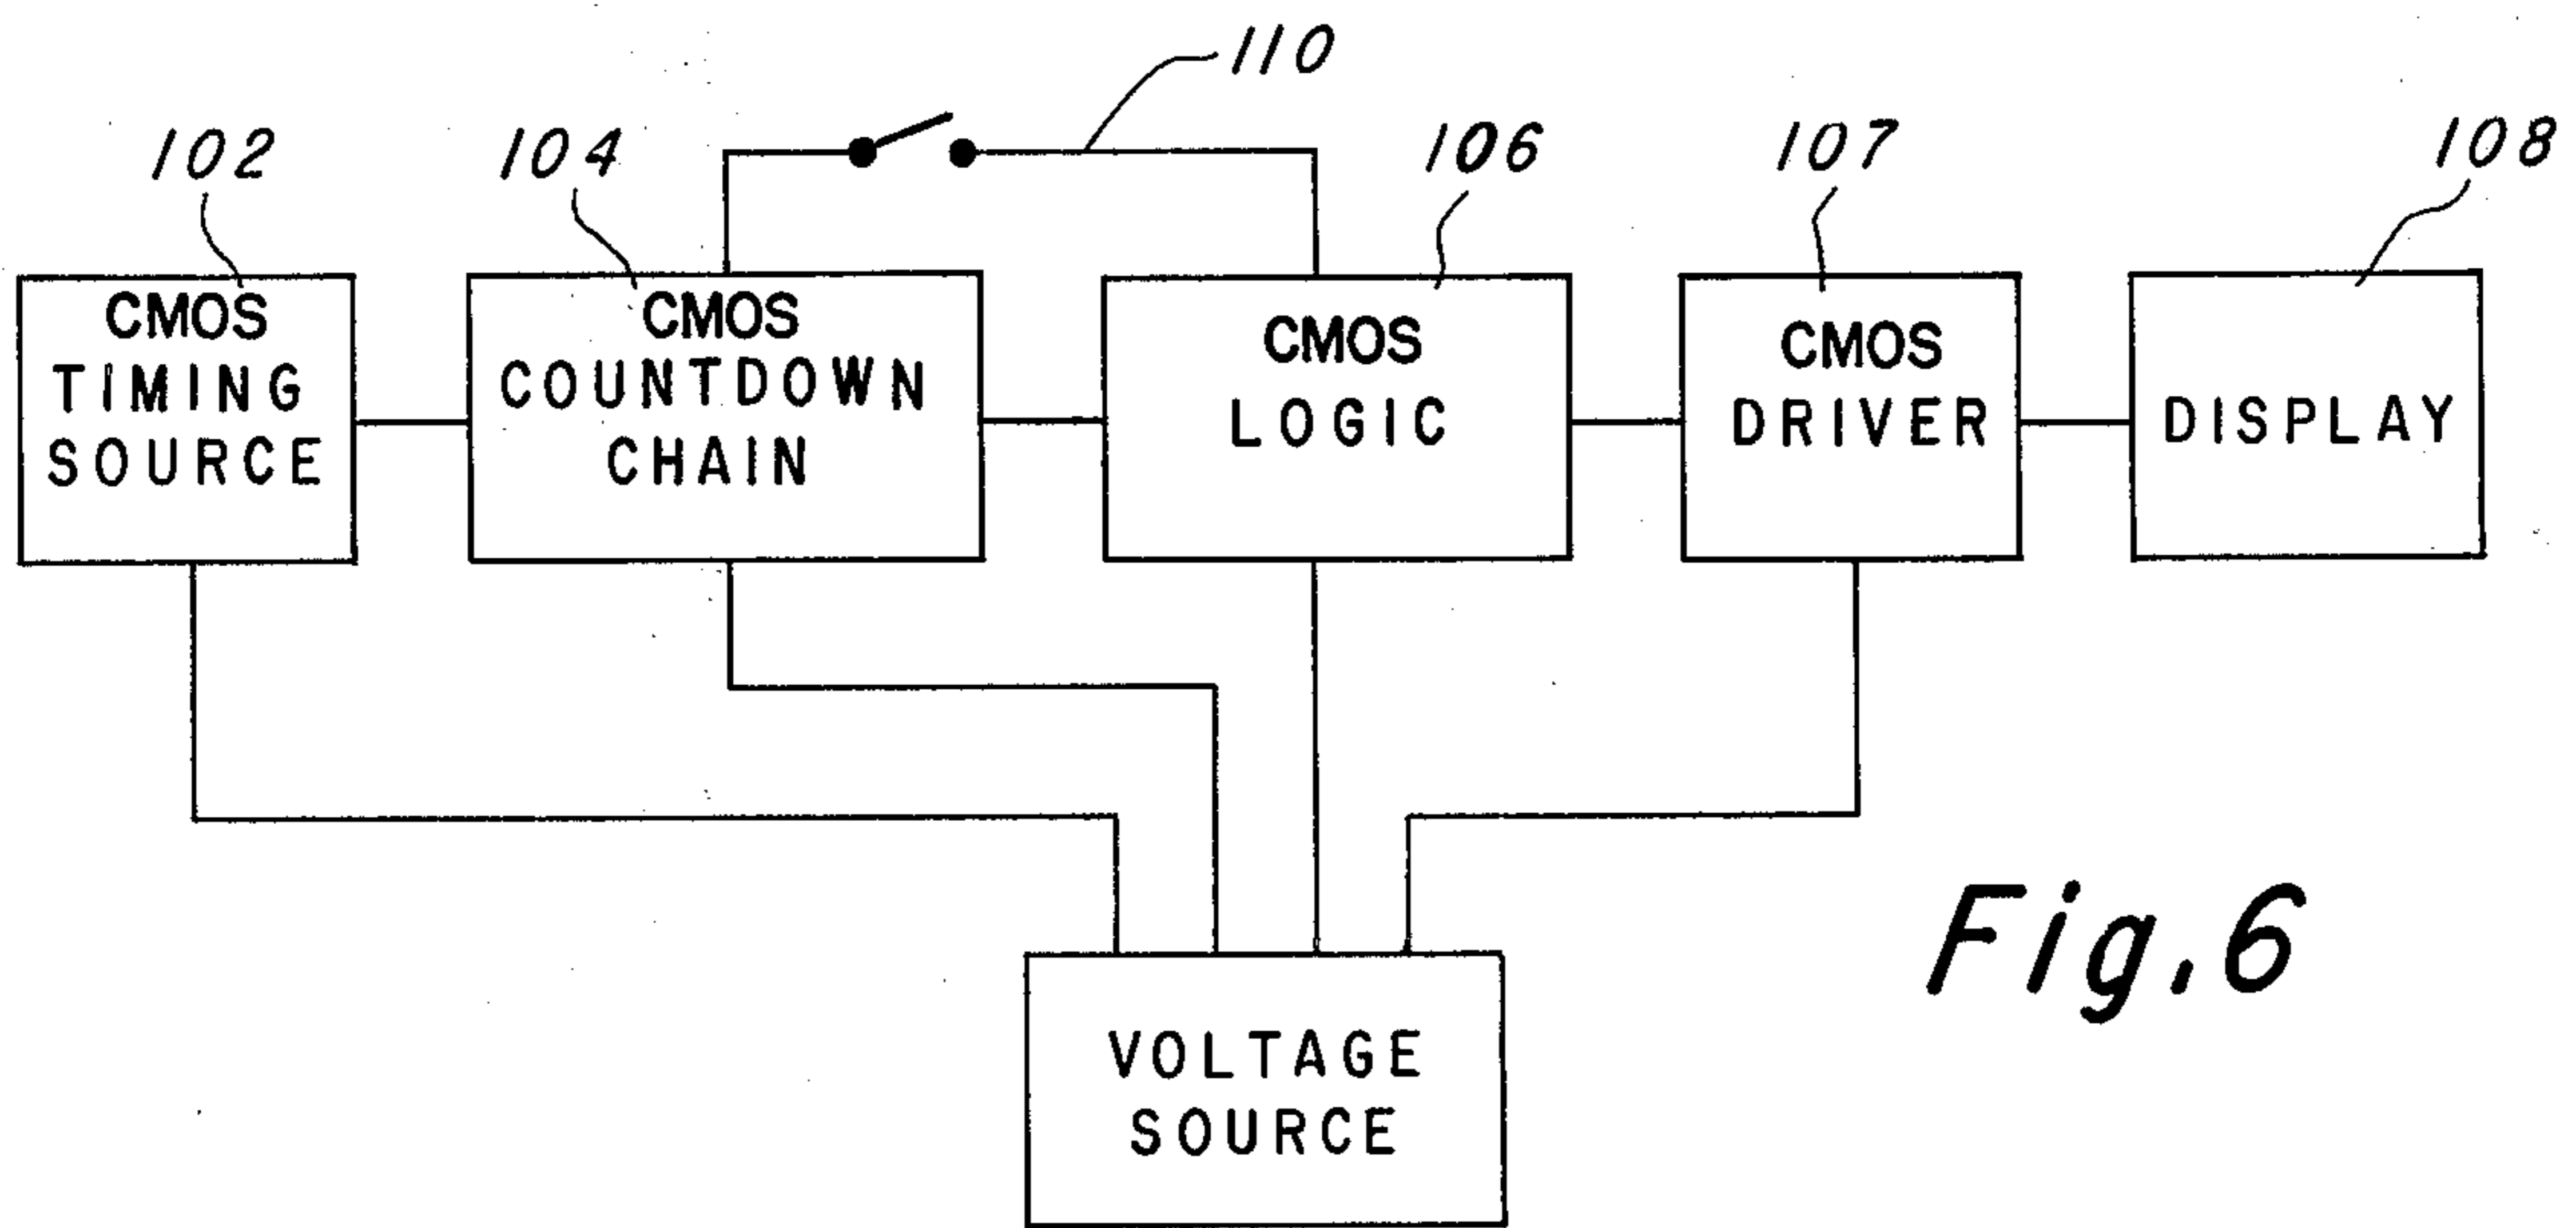 110
102
104
106
107
108
CMOS
TIMING
SOURCE
CMOS
COUNTDOWN
CHAIN
CMOS
LOGIC
CMOS
DRIVER
DISPLAY
VOLTAGE
SOURCE
Fig.6